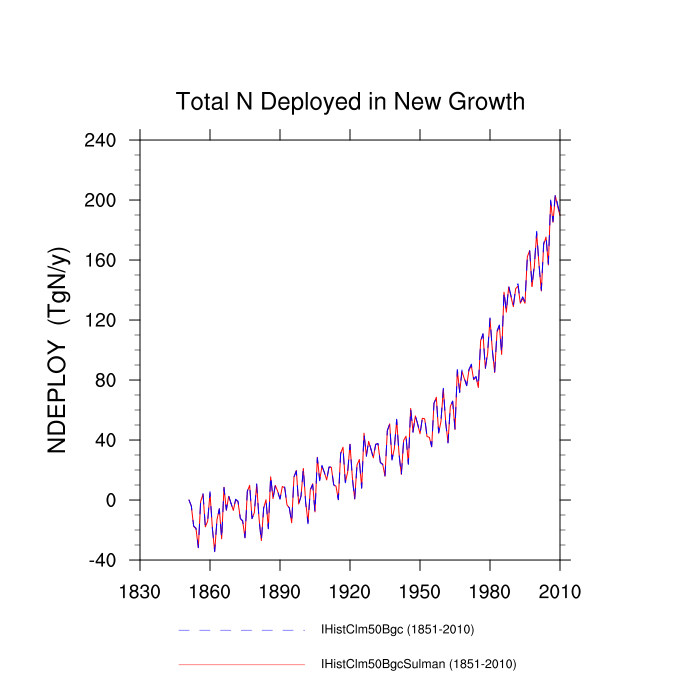 Total N Deployed in New Growth
NDEPLOY (TgN/y)
240
200
160
120
80
40
0
-40
1830 1860 1890 1920 1950 1980 2010
IHistClm50Bgc (1851-2010)
IHistClm50BgcSulman (1851-2010)